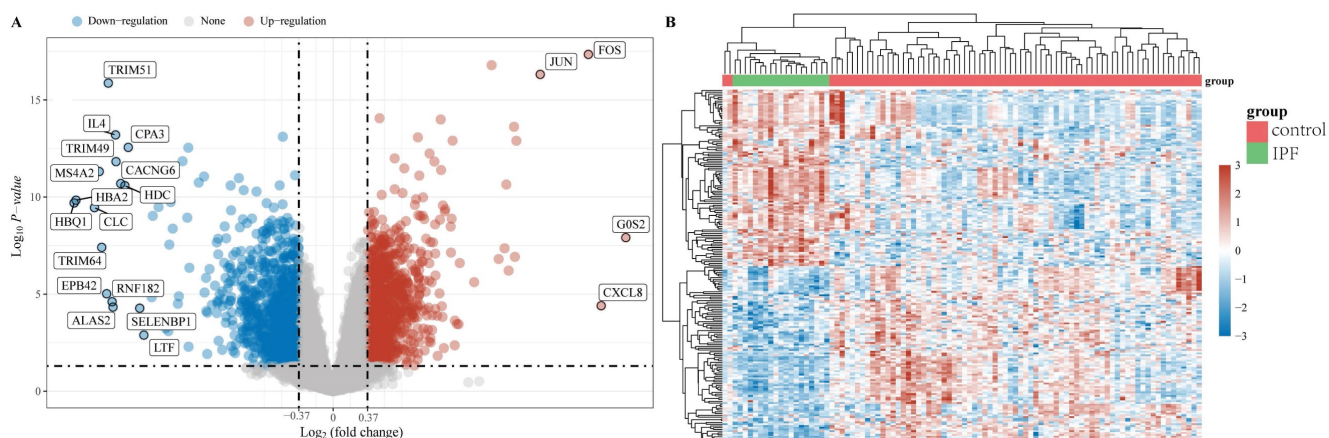 A
Down-regulation
None
Up-regulation
B
FOS
JUN
TRIM51
15
IL4
CPA3
TRIM49
CACNG6
MS4A2
HBA2
HDC
10
HBQ1
CLC
G0S2
TRIM64
EPB42
RNF182
CXCL8
5
ALAS2
SELENBP1
LTF
0
Log10 P-value
-0.37
0
0.37
Log2 (fold change)
group
group
control
IPF
3
2
1
0
-1
-2
-3